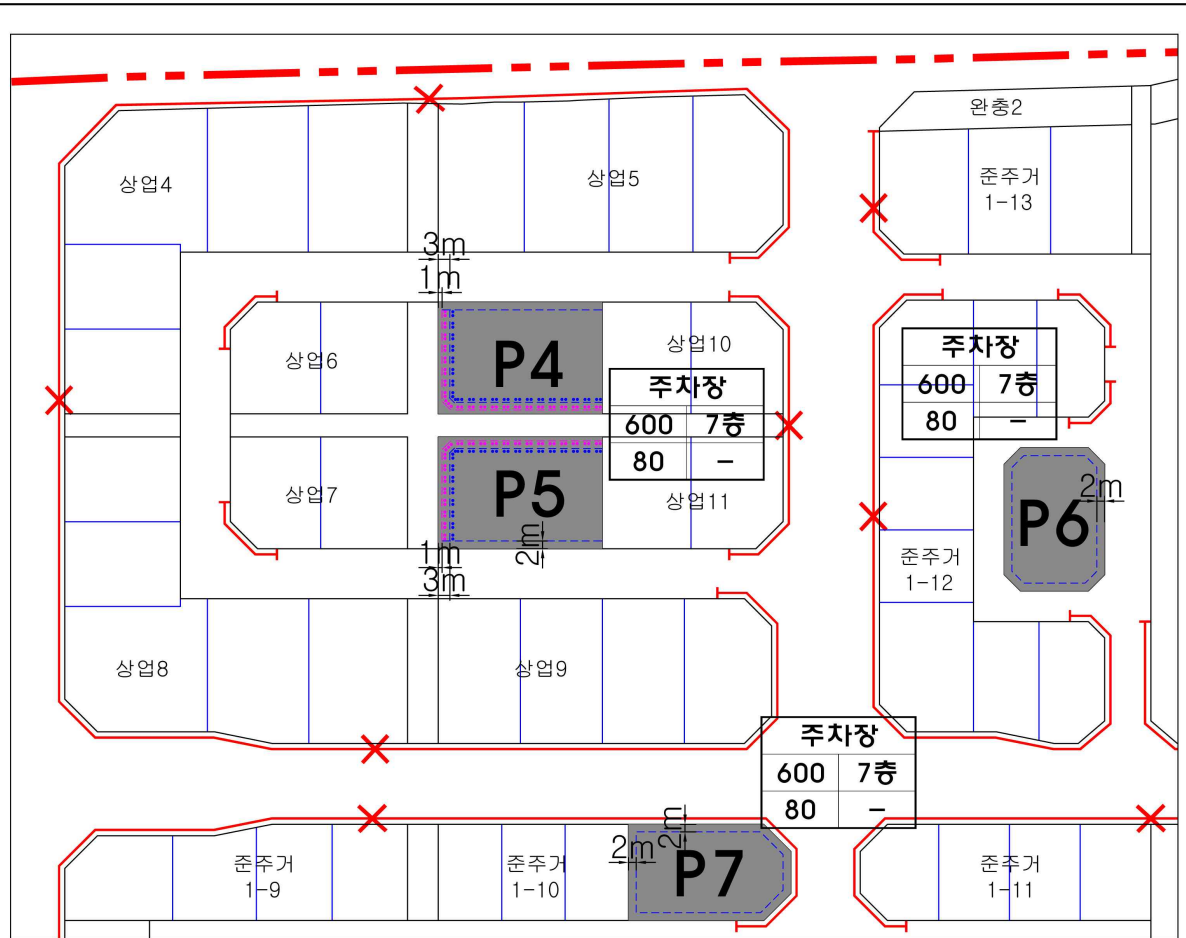 완충2
상업4
상업5
준주거
1-13
3m
1m
상업6
P4
상업10
주차장
600 7층
80 -
주차장
600 7층
80 -
상업7
P5
상업11
2m
1m
3m
P6
2m
준주거
1-12
상업8
상업9
주차장
600 7층
80 -
준주거
1-9
준주거
1-10
2m
2m
P7
준주거
1-11